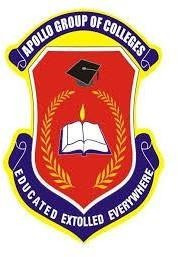 APOLLO GROUP OF COLLEGES
EDUCATED EXTOLLED EVERYWHERE